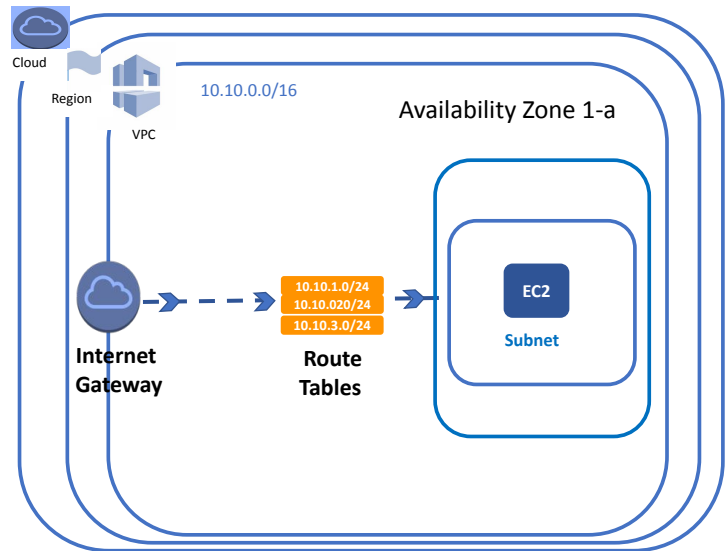 Cloud
Region
VPC
10.10.0.0/16
Availability Zone 1-a
Internet
Gateway
10.10.1.0/24
10.10.020/24
10.10.3.0/24
Route
Tables
EC2
Subnet